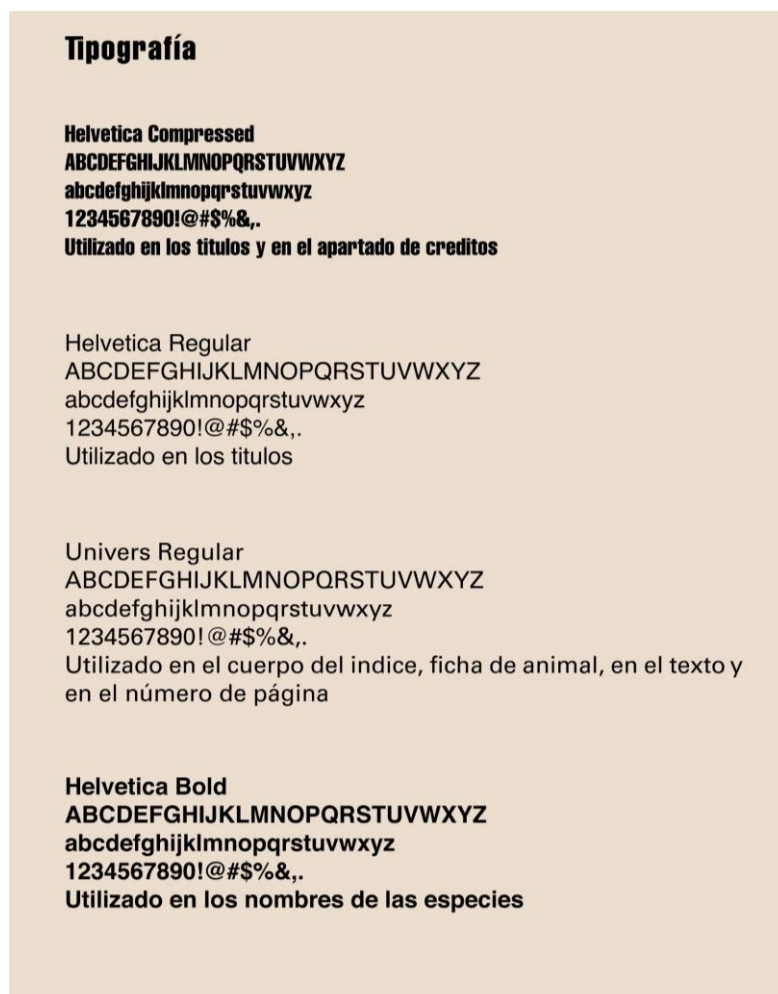 Tipografía
Helvetica Compressed
ABCDEFGHIJKLMNOPQRSTUVWXYZ
abcdefghijklmnopqrstuvwxyz
1234567890!@#$%&,.
Utilizado en los titulos y en el apartado de creditos
Helvetica Regular
ABCDEFGHIJKLMNOPQRSTUVWXYZ
abcdefghijklmnopqrstuvwxyz
1234567890!@#$%&,.
Utilizado en los titulos
Univers Regular
ABCDEFGHIJKLMNOPQRSTUVWXYZ
abcdefghijklmnopqrstuvwxyz
1234567890!@#$%&,.
Utilizado en el cuerpo del indice, ficha de animal, en el texto y
en el número de página
Helvetica Bold
ABCDEFGHIJKLMNOPQRSTUVWXYZ
abcdefghijklmnopqrstuvwxyz
1234567890!@#$%&,.
Utilizado en los nombres de las especies